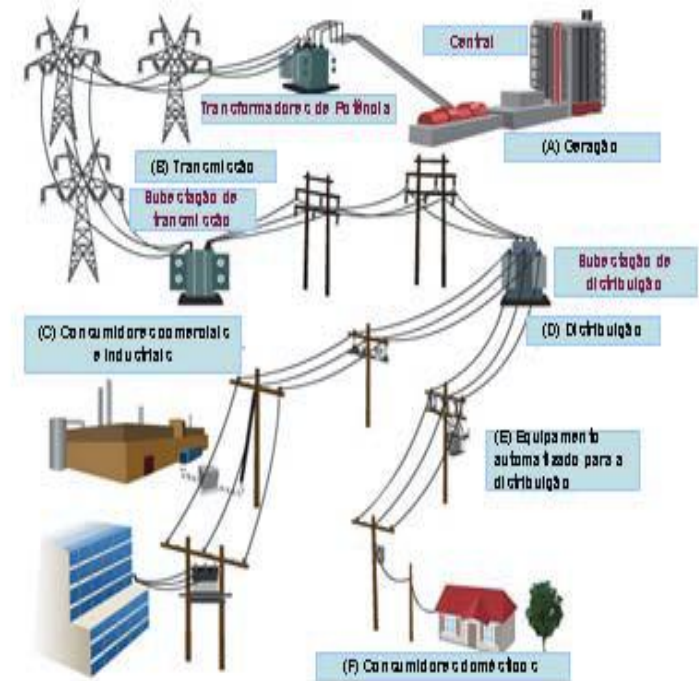 Central
Transformadores de Potência
(A) Geração
(B) Transmissão
Subestação de
transmissão
Subestação de
distribuição
(C) Consumidores comerciais
e industriais
(D) Distribuição
(E) Equipamento
automatizado para a
distribuição
(F) Consumidores domésticos